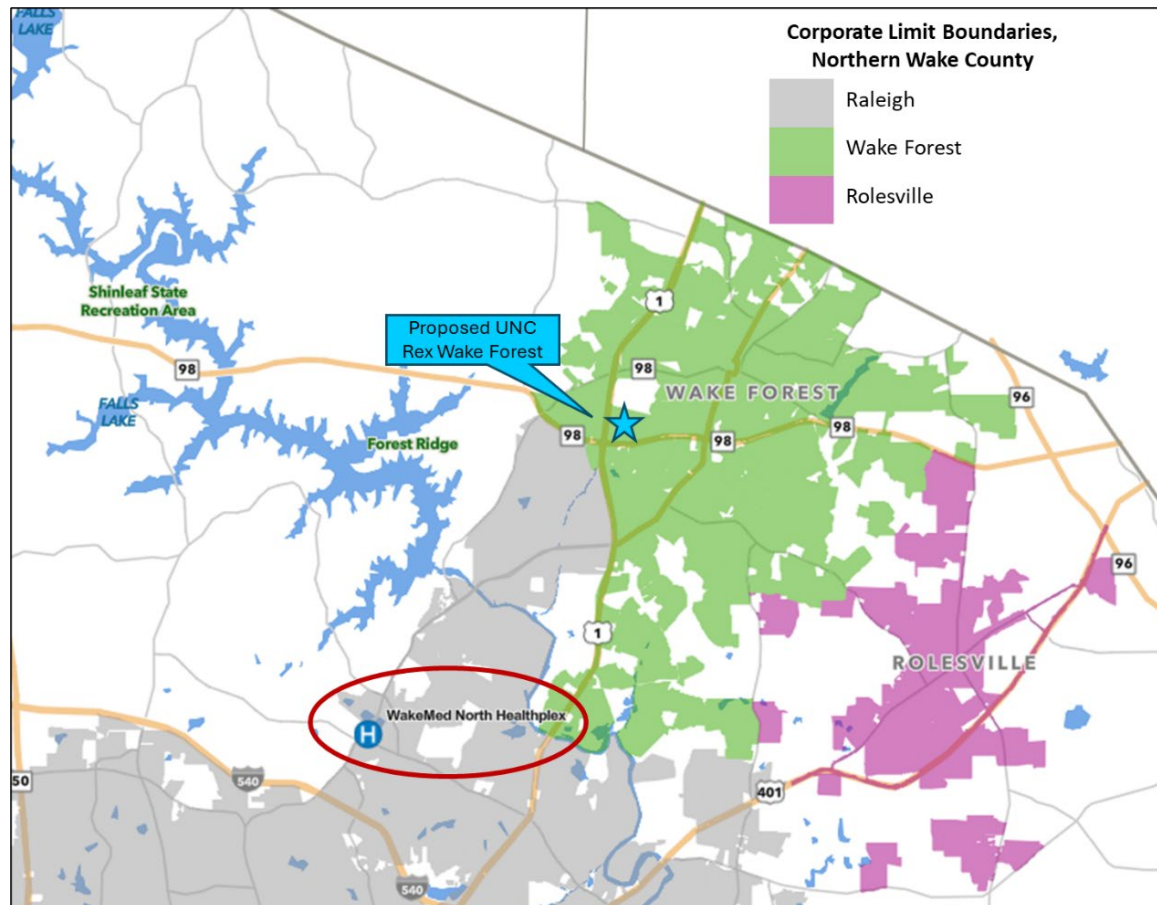 FALLS
LAKE
Corporate Limit Boundaries,
Northern Wake County
Raleigh
Wake Forest
Rolesville
Shinleaf State
Recreation Area
1
Proposed UNC
Rex Wake Forest
98
98
WAKE FOREST
96
FALLS
LAKE
Forest Ridge
98
98
98
96
1
ROLESVILLE
WakeMed North Healthplex
H
50
540
401
540